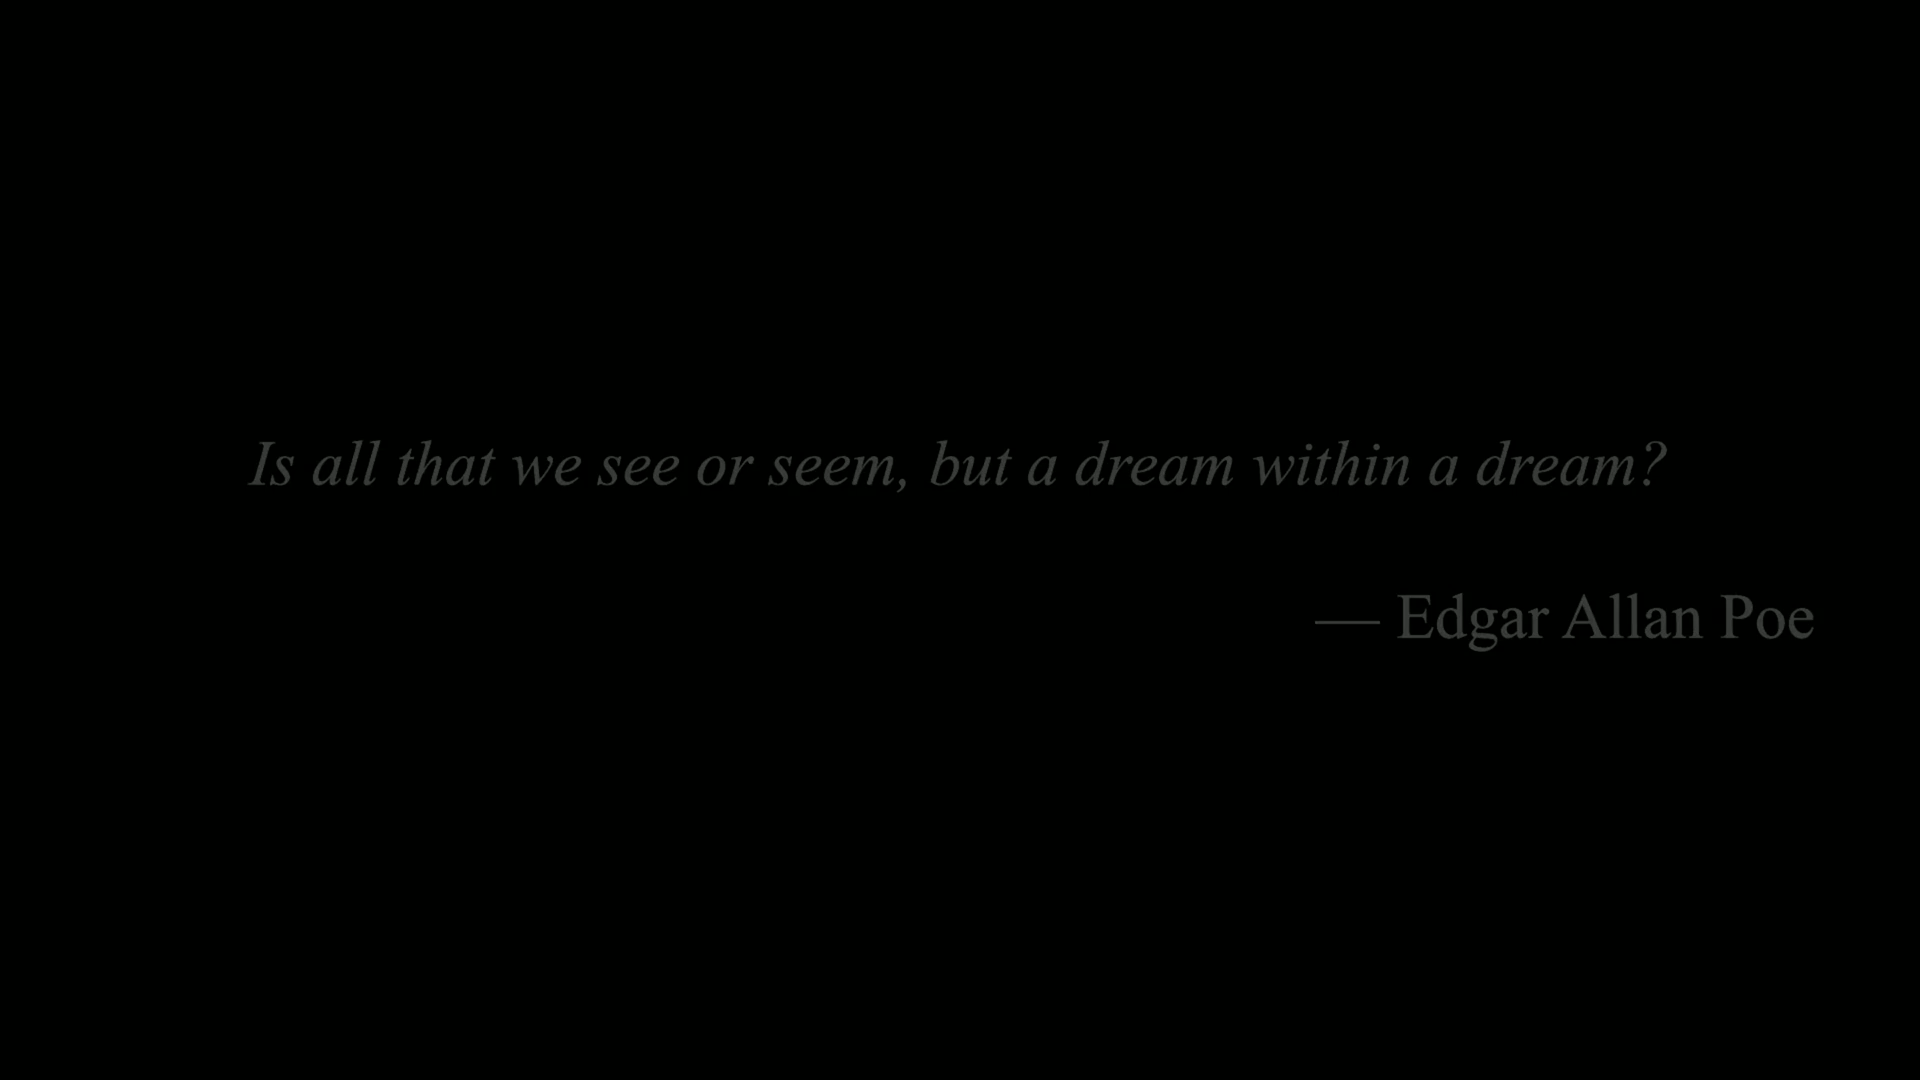 Is all that we see or seem, but a dream within a dream?
— Edgar Allan Poe